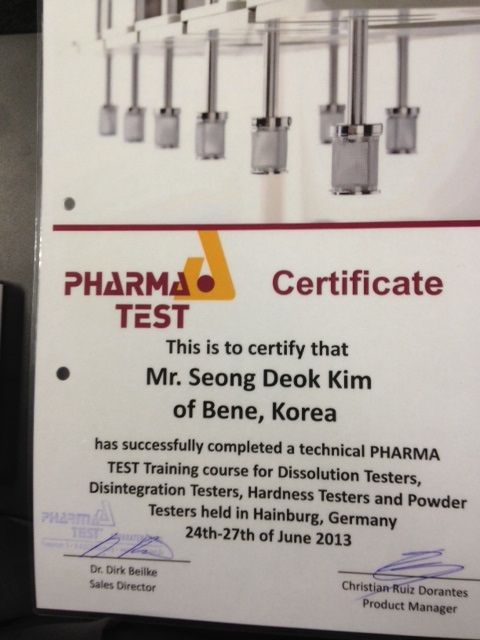 PHARMA
TEST
Certificate
This is to certify that
Mr. Seong Deok Kim
of Bene, Korea
has successfully completed a technical PHARMA
TEST Training course for Dissolution Testers,
Disintegration Testers, Hardness Testers and Powder
Testers held in Hainburg, Germany
24th-27th of June 2013
PHARMA
TEST
Dr. Dirk Beilke
Sales Director
Christian Ruiz Dorantes
Product Manager